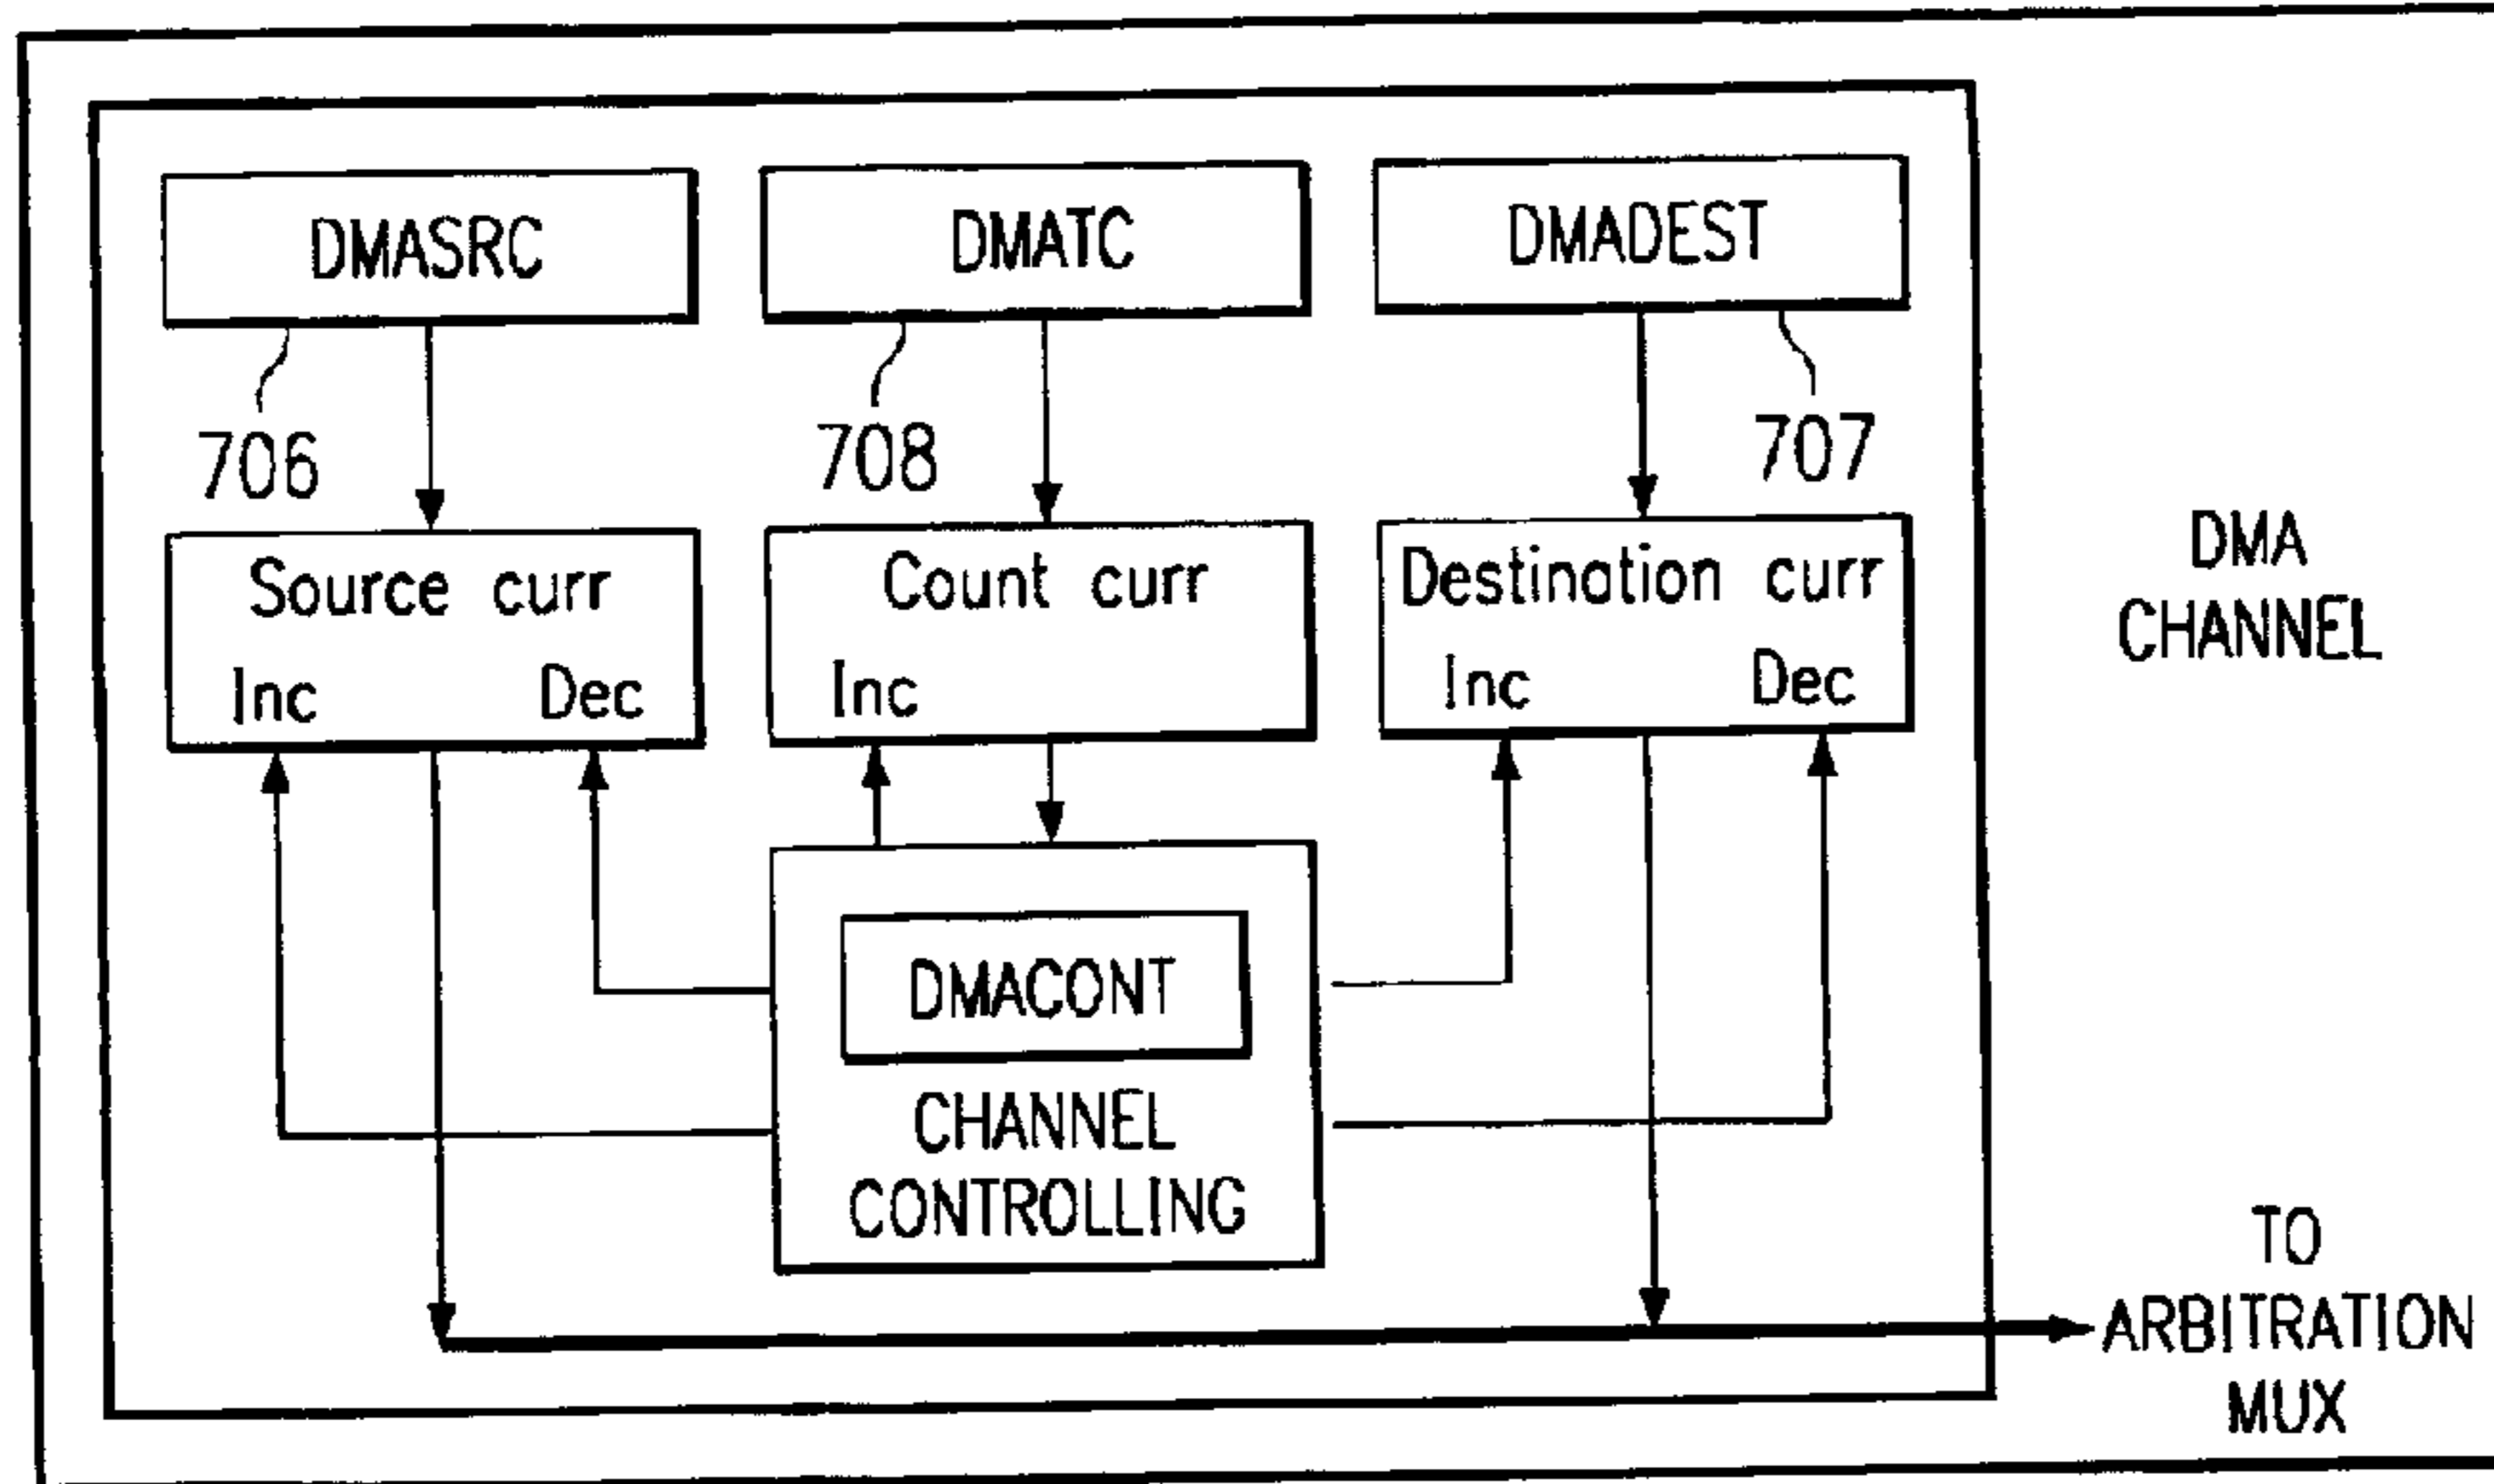 DMASRC
DMATC
DMADEST
706
708
707
Source curr
Inc Dec
Count curr
Inc
Destination curr
Inc Dec
DMA
CHANNEL
DMACONT
CHANNEL
CONTROLLING
TO
ARBITRATION
MUX